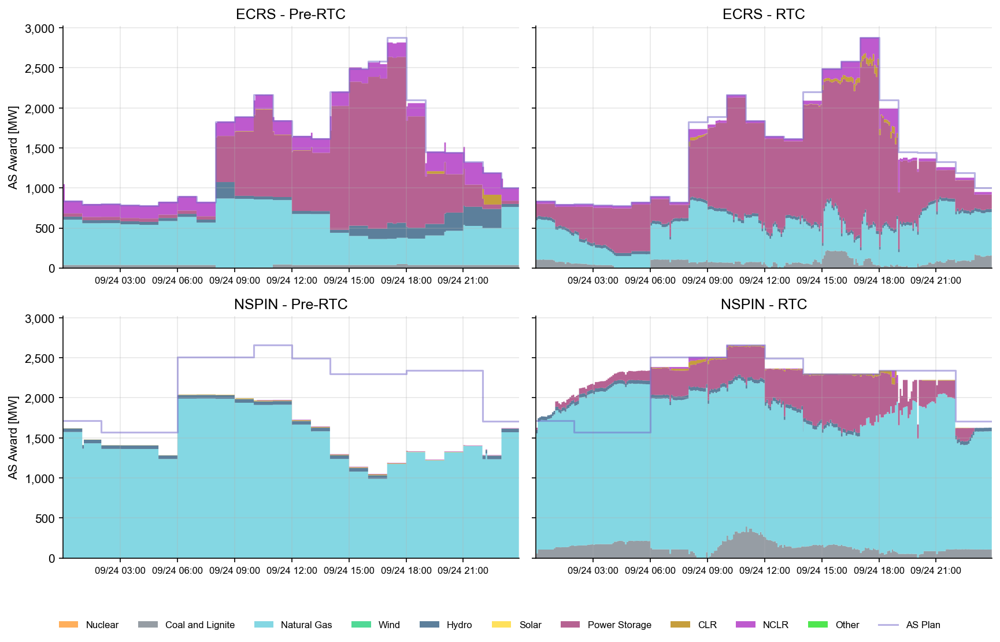 ECRS - Pre-RTC
ECRS - RTC
3,000
2,500
2,000
1,500
1,000
500
0
AS Award [MW]
09/24 03:00 09/24 06:00 09/24 09:00 09/24 12:00 09/24 15:00 09/24 18:00 09/24 21:00
09/24 03:00 09/24 06:00 09/24 09:00 09/24 12:00 09/24 15:00 09/24 18:00 09/24 21:00
NSPIN - Pre-RTC
NSPIN - RTC
3,000
2,500
2,000
1,500
1,000
500
0
AS Award [MW]
09/24 03:00 09/24 06:00 09/24 09:00 09/24 12:00 09/24 15:00 09/24 18:00 09/24 21:00
09/24 03:00 09/24 06:00 09/24 09:00 09/24 12:00 09/24 15:00 09/24 18:00 09/24 21:00
Nuclear Coal and Lignite Natural Gas Wind Hydro Solar Power Storage CLR NCLR Other AS Plan